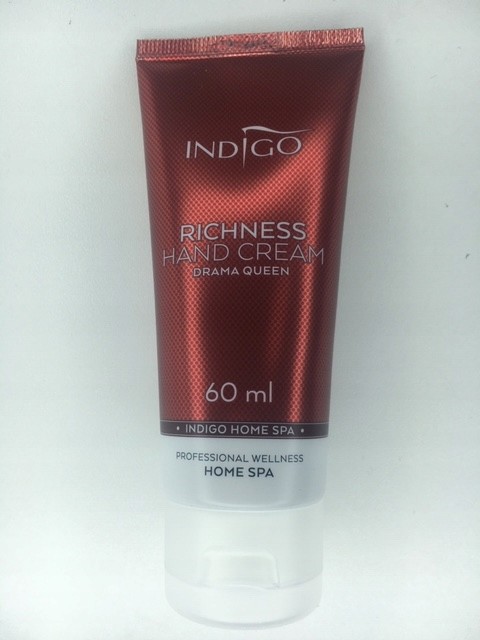 INDIGO
RICHNESS
HAND CREAM
DRAMA QUEEN
60 ml
• INDIGO HOME SPA •
PROFESSIONAL WELLNESS
HOME SPA